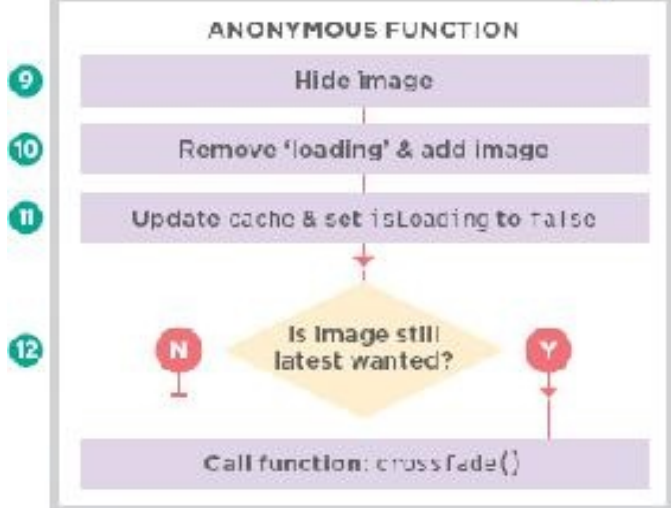 ANONYMOUS FUNCTION
9 Hide image
10 Remove ‘loading’ & add image
11 Update cache & set isLoading to false
12 N Is image still latest wanted? Y
Call function: crossfade()